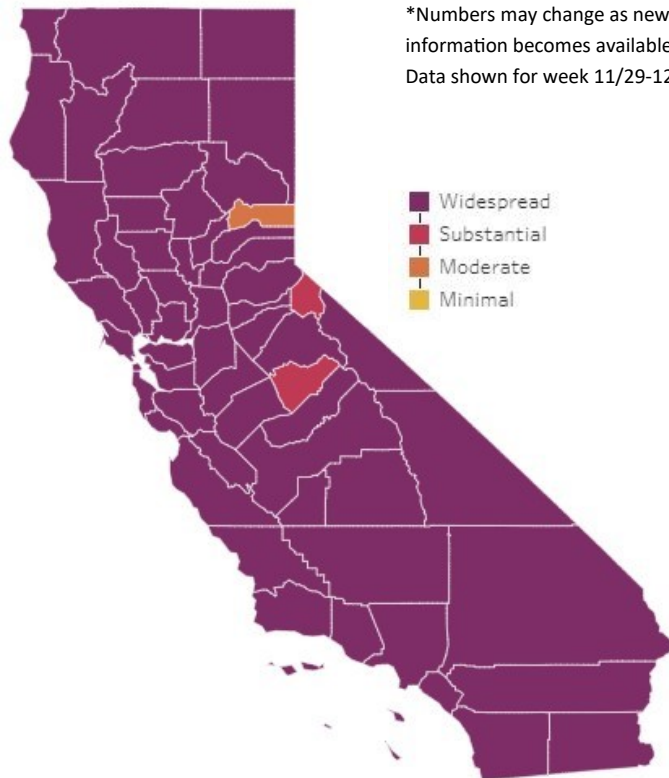 *Numbers may change as new
information becomes available
Data shown for week 11/29-12
Widespread
Substantial
Moderate
Minimal